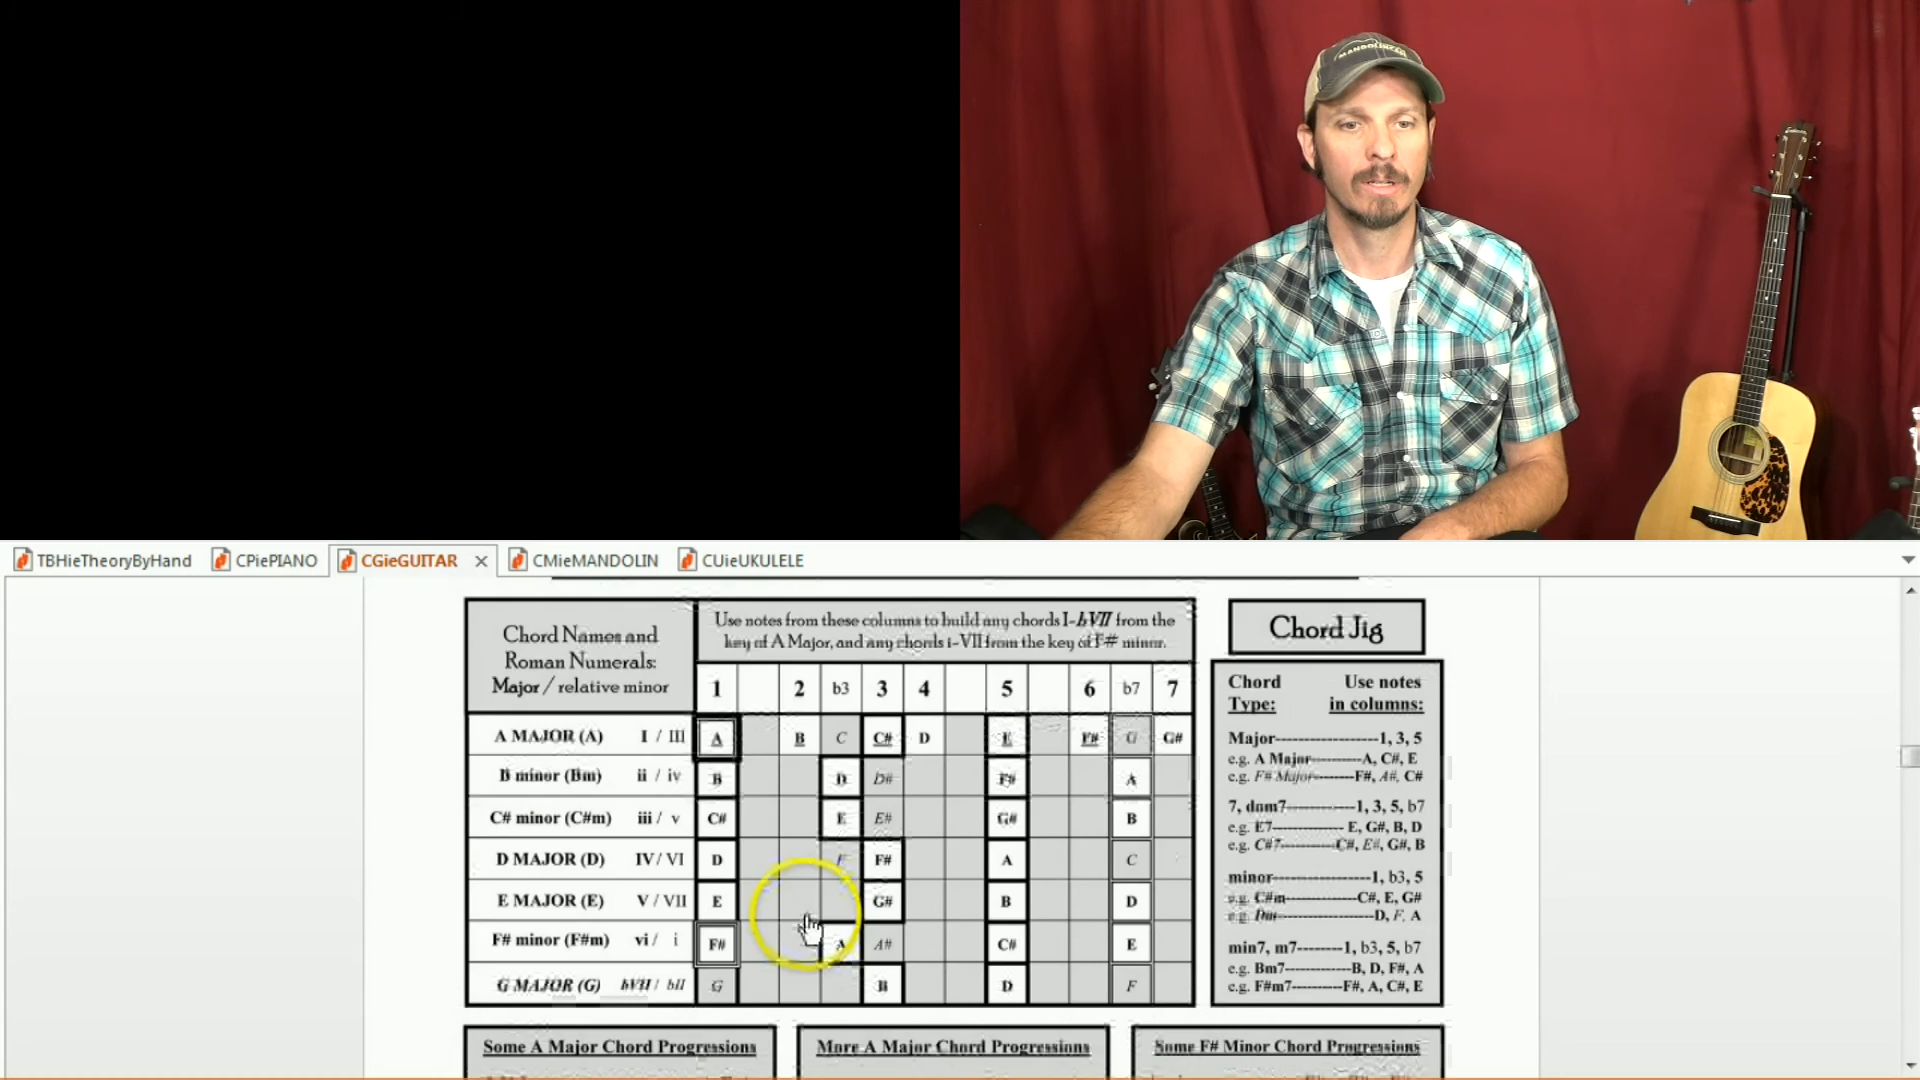 MANDOLIN
TBHieTheoryByHand
CPiePIANO
CGieGUITAR
CMieMANDOLIN
CUieUKULELE
Chord Names and
Roman Numerals:
Major / relative minor
Use notes from these columns to build any chords I-bVII from the
key of A Major, and any chords i-VII from the key of F# minor.
1 2 b3 3 4 5 6 b7 7
A MAJOR (A) I / III A B C C# D E F# G G#
B minor (Bm) ii / iv B D D# F# A
C# minor (C#m) iii / v C# E E# G# B
D MAJOR (D) IV / VI D F F# A C
E MAJOR (E) V / VII E G# B D
F# minor (F#m) vi / i F# A A# C# E
G MAJOR (G) bVII / bII G B D F
Chord Jig
Chord Use notes
Type: in columns:
Major-------------------1, 3, 5
e.g. A Major----------A, C#, E
e.g. F# Major--------F#, A#, C#
7, dom7-------------1, 3, 5, b7
e.g. E7-------------- E, G#, B, D
e.g. C#7-----------C#, E#, G#, B
minor------------------1, b3, 5
e.g. C#m-------------C#, E, G#
e.g. Dm------------------D, F, A
min7, m7--------1, b3, 5, b7
e.g. Bm7-----------B, D, F#, A
e.g. F#m7----------F#, A, C#, E
Some A Major Chord Progressions
More A Major Chord Progressions
Some F# Minor Chord Progressions